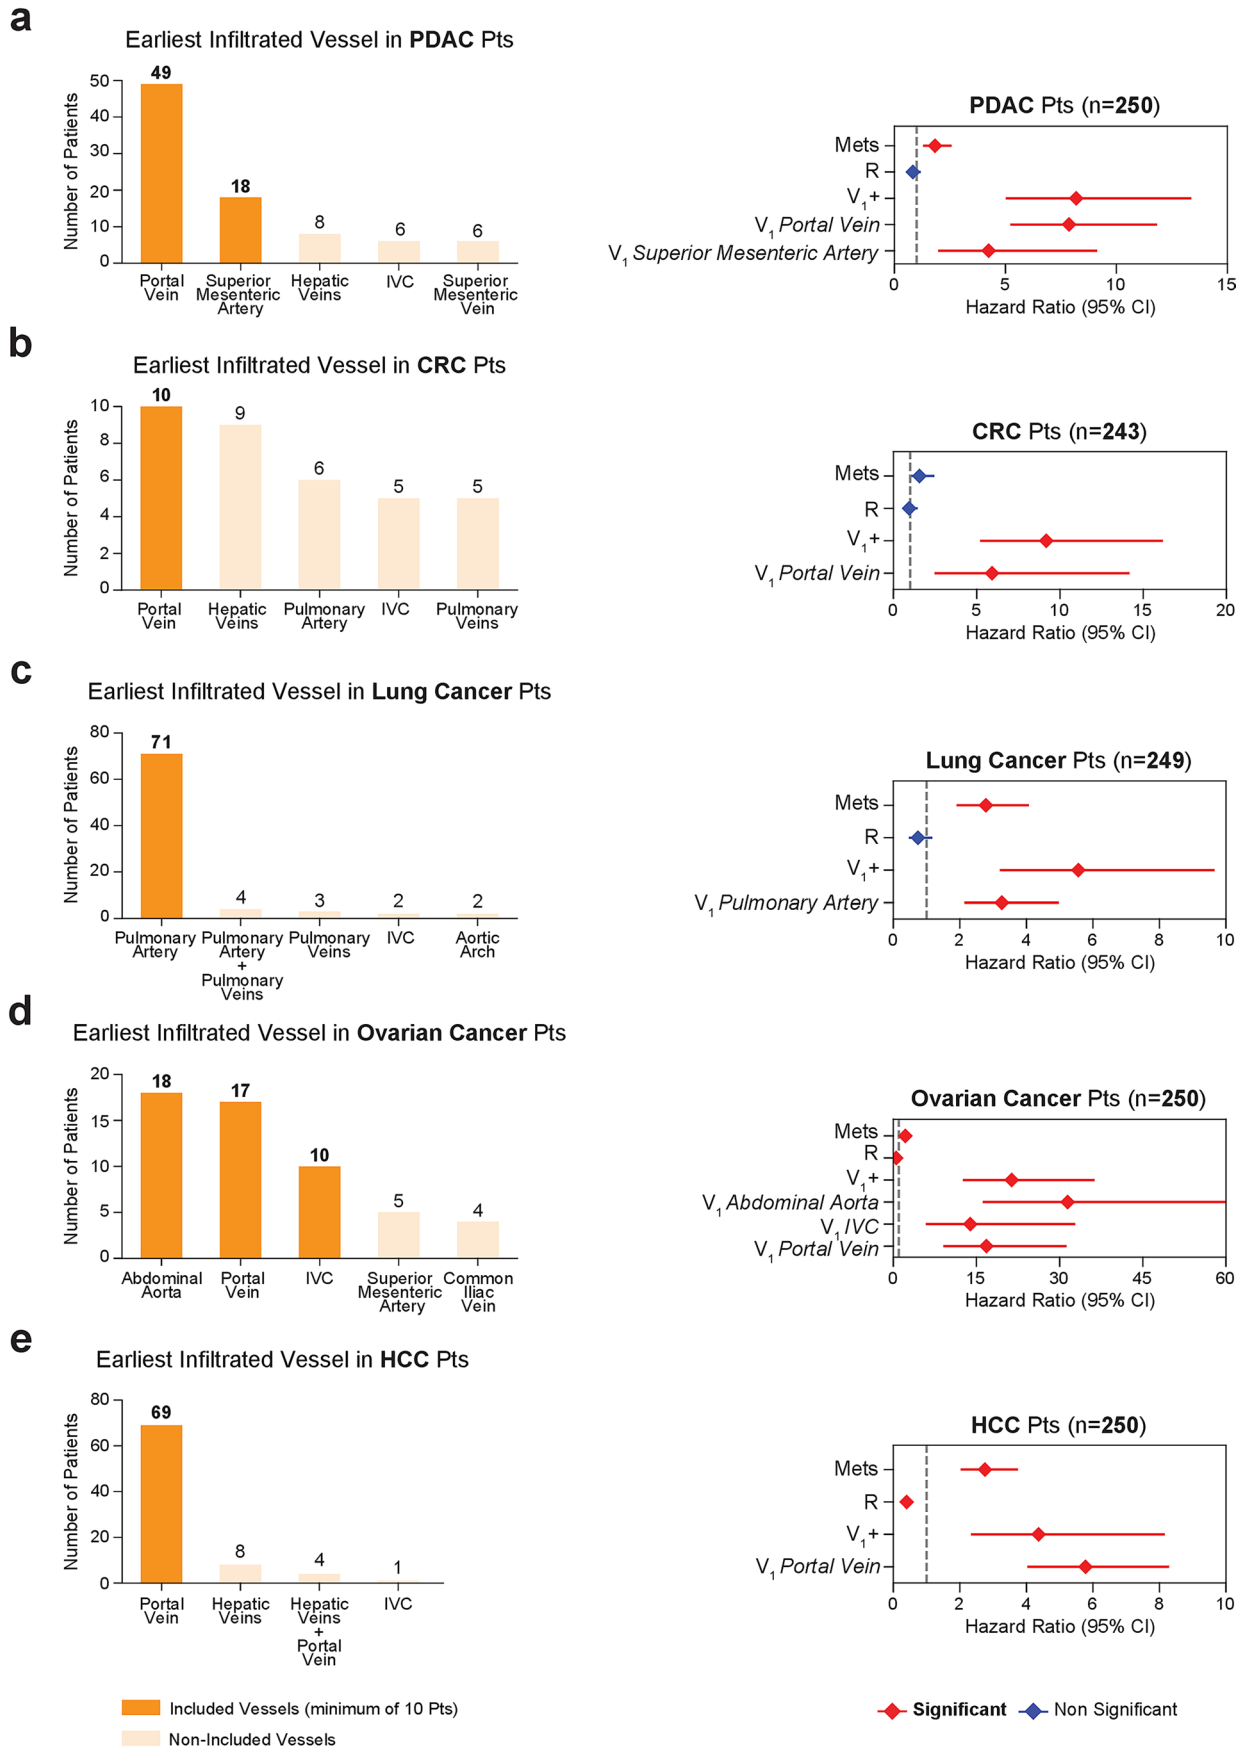 a
Earliest Infiltrated Vessel in PDAC Pts
Number of Patients
50
40
30
20
10
0
49
18
8
6
6
Portal
Vein
Superior
Mesenteric
Artery
Hepatic
Veins
IVC
Superior
Mesenteric
Vein
PDAC Pts (n=250)
Mets
R
V1+
V1 Portal Vein
V1 Superior Mesenteric Artery
0
5
10
15
Hazard Ratio (95% CI)
b
Earliest Infiltrated Vessel in CRC Pts
Number of Patients
10
8
6
4
2
0
10
9
6
5
5
Portal
Vein
Hepatic
Veins
Pulmonary
Artery
IVC
Pulmonary
Veins
CRC Pts (n=243)
Mets
R
V1+
V1 Portal Vein
0
5
10
15
20
Hazard Ratio (95% CI)
c
Earliest Infiltrated Vessel in Lung Cancer Pts
Number of Patients
80
60
40
20
0
71
4
3
2
2
Pulmonary
Artery
Pulmonary
Artery
+
Pulmonary
Veins
Pulmonary
Veins
IVC
Aortic
Arch
Lung Cancer Pts (n=249)
Mets
R
V1+
V1 Pulmonary Artery
0
2
4
6
8
10
Hazard Ratio (95% CI)
d
Earliest Infiltrated Vessel in Ovarian Cancer Pts
Number of Patients
20
15
10
5
0
18
17
10
5
4
Abdominal
Aorta
Portal
Vein
IVC
Superior
Mesenteric
Artery
Common
Iliac
Vein
Ovarian Cancer Pts (n=250)
Mets
R
V1+
V1 Abdominal Aorta
V1 IVC
V1 Portal Vein
0
15
30
45
60
Hazard Ratio (95% CI)
e
Earliest Infiltrated Vessel in HCC Pts
Number of Patients
80
60
40
20
0
69
8
4
1
Portal
Vein
Hepatic
Veins
Hepatic
Veins
+
Portal
Vein
IVC
HCC Pts (n=250)
Mets
R
V1+
V1 Portal Vein
0
2
4
6
8
10
Hazard Ratio (95% CI)
Included Vessels (minimum of 10 Pts)
Non-Included Vessels
Significant
Non Significant